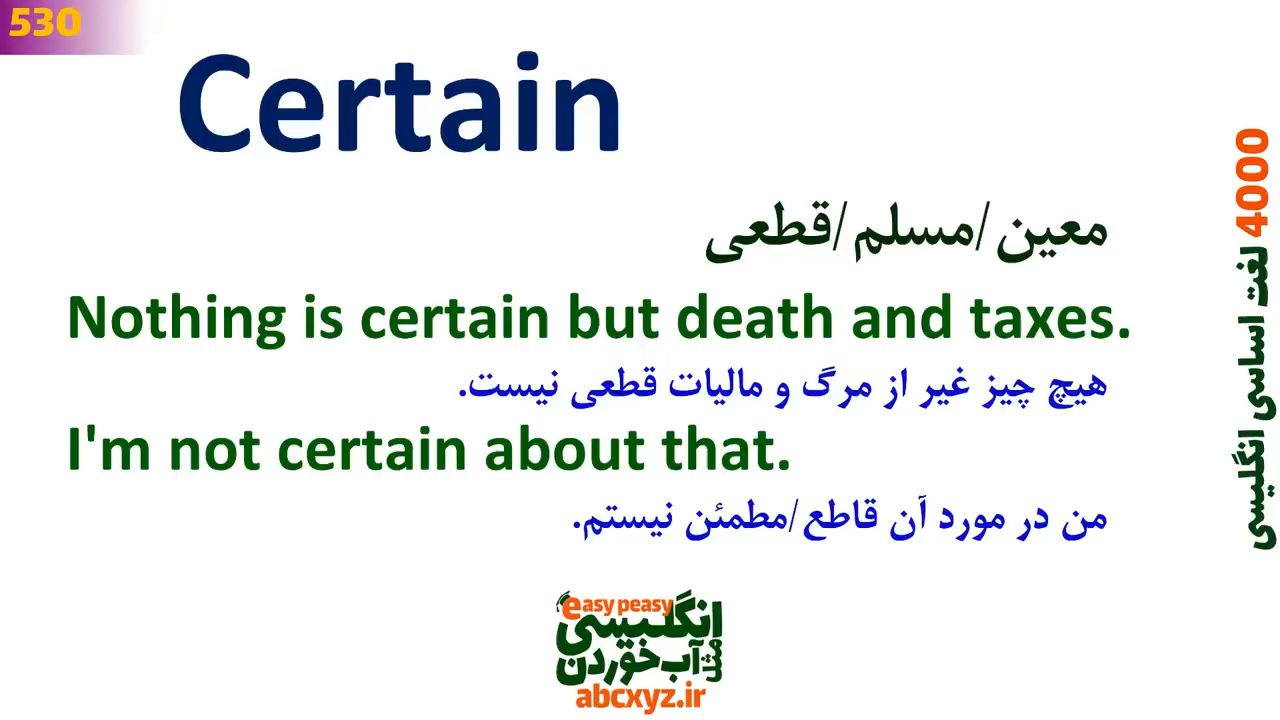 530
Certain
معین/مسلم/قطعی
Nothing is certain but death and taxes.
هیچ چیز غیر از مرگ و مالیات قطعی نیست.
I'm not certain about that.
من در مورد آن قاطع/مطمئن نیستم.
4000 لغت اساسی انگلیسی
easy peasy
انگلیسی
مثل آب خوردن
abcxyz.ir